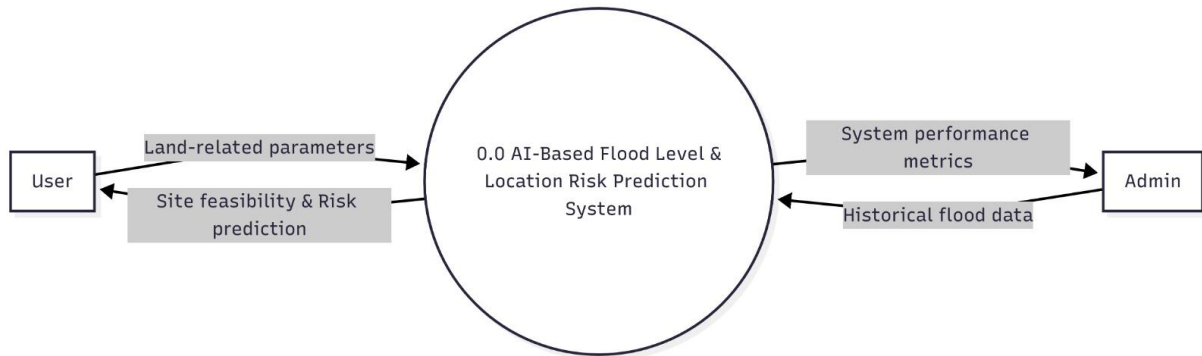 User
Land-related parameters
Site feasibility & Risk
prediction
0.0 AI-Based Flood Level &
Location Risk Prediction
System
System performance
metrics
Historical flood data
Admin